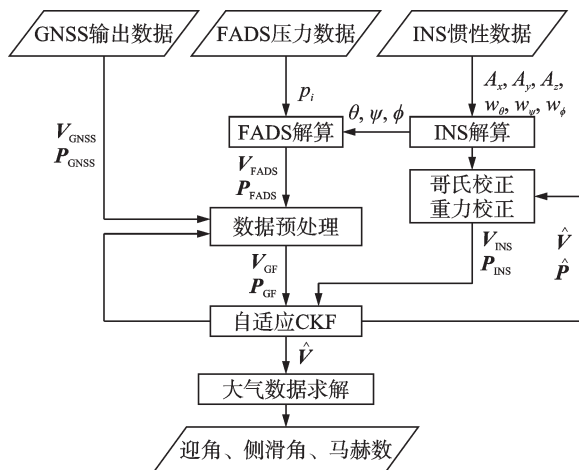 GNSS输出数据
FADS压力数据
INS惯性数据
p_i
A_x, A_y, A_z,
w_θ, w_ψ, w_ϕ
θ, ψ, ϕ
FADS解算
INS解算
V_GNSS
P_GNSS
V_FADS
P_FADS
哥氏校正
重力校正
数据预处理
V_INS
P_INS
V̂
P̂
V_GF
P_GF
自适应CKF
V̂
大气数据求解
迎角、侧滑角、马赫数